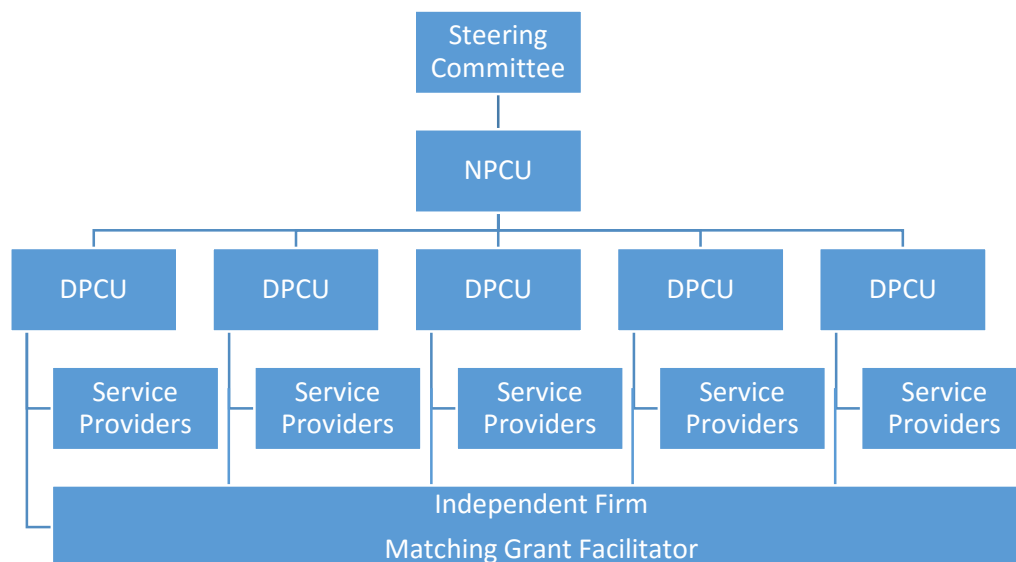 Steering
Committee
NPCU
DPCU
DPCU
DPCU
DPCU
DPCU
Service
Providers
Service
Providers
Service
Providers
Service
Providers
Service
Providers
Independent Firm
Matching Grant Facilitator